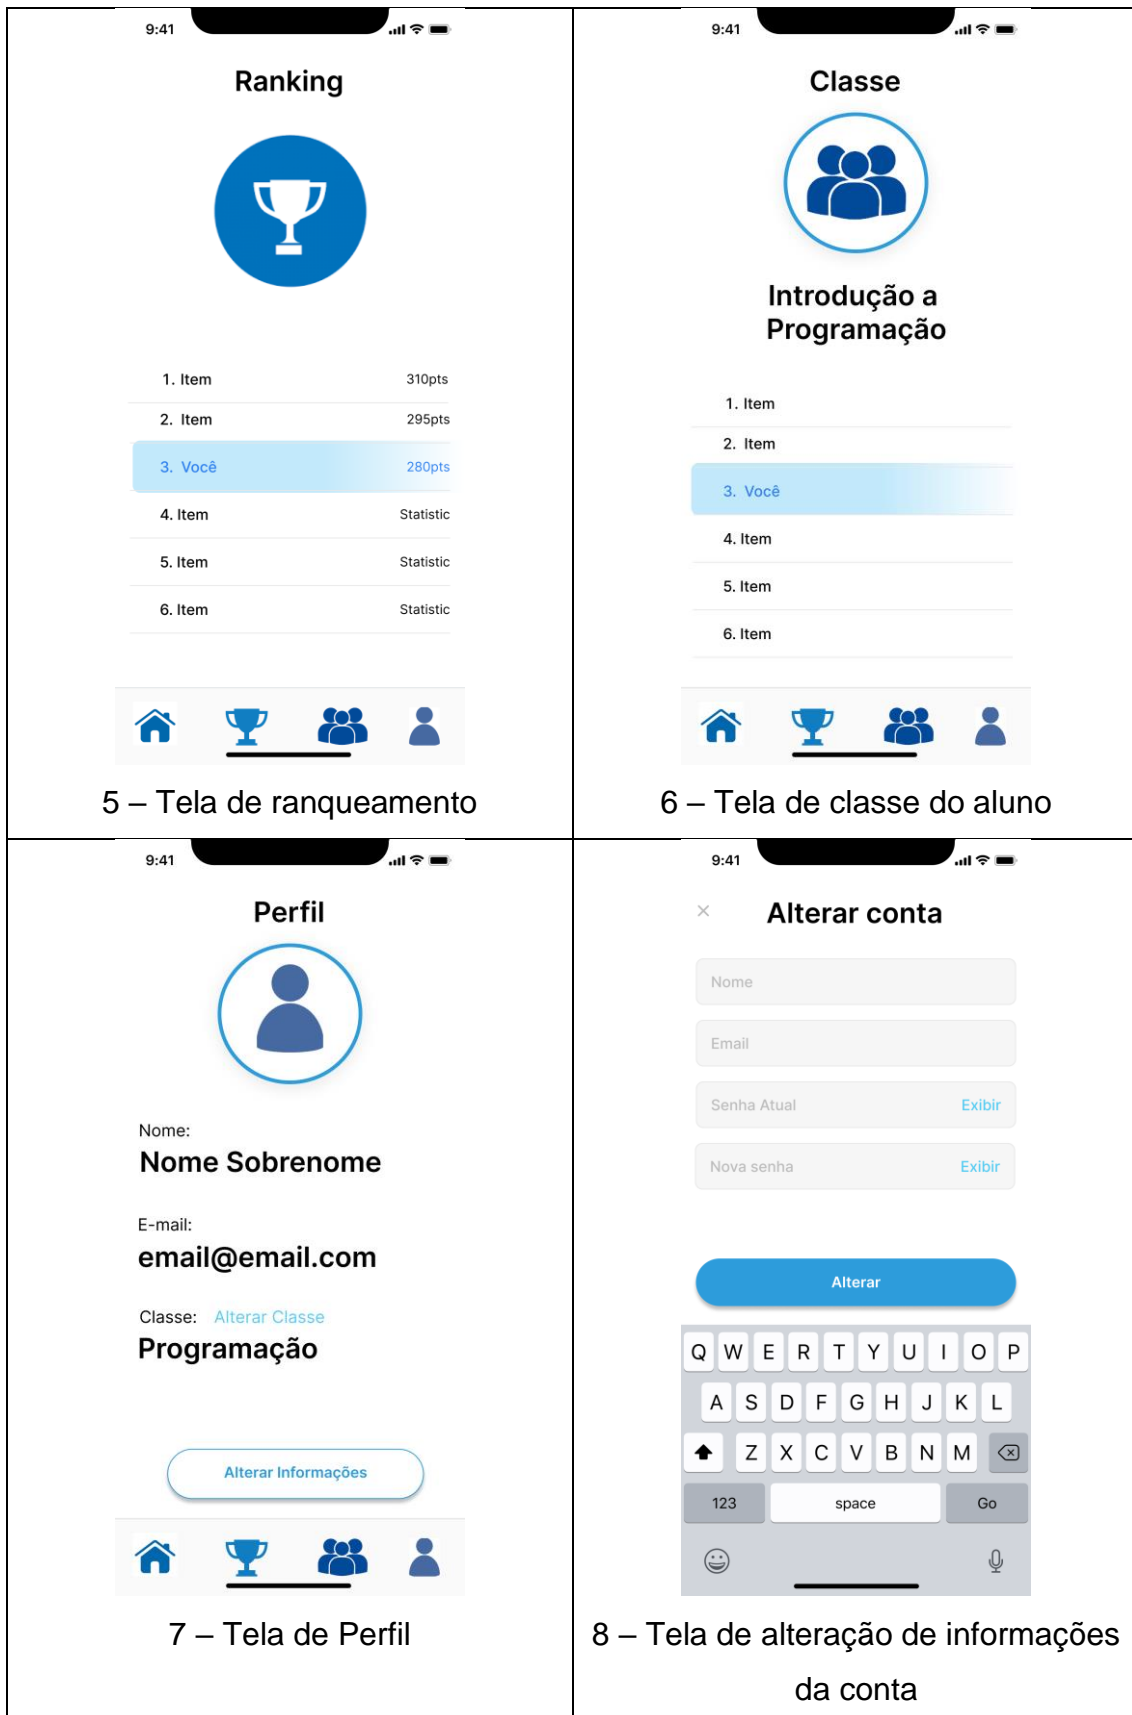 9:41
Ranking
1. Item 310pts
2. Item 295pts
3. Você 280pts
4. Item Statistic
5. Item Statistic
6. Item Statistic
5 – Tela de ranqueamento
9:41
Classe
Introdução a
Programação
1. Item
2. Item
3. Você
4. Item
5. Item
6. Item
6 – Tela de classe do aluno
9:41
Perfil
Nome:
Nome Sobrenome
E-mail:
email@email.com
Classe: Alterar Classe
Programação
Alterar Informações
7 – Tela de Perfil
9:41
× Alterar conta
Nome
Email
Senha Atual Exibir
Nova senha Exibir
Alterar
Q W E R T Y U I O P
A S D F G H J K L
Z X C V B N M
123 space Go
8 – Tela de alteração de informações
da conta